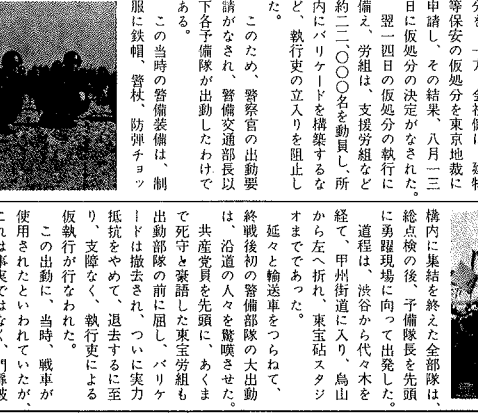 分を、一方、会社側は、建物
等保安の仮処分を東京地裁に
申請し、その結果、八月一三
日に仮処分の決定がなされた。
翌一四日の仮処分の執行に
備え、労組は、支援労組など
約二二、〇〇〇名を動員し、所
内にバリケードを構築するな
ど、執行吏の立入りを阻止し
た。
このため、警察官の出動要
請がなされ、警備交通部長以
下各予備隊が出動したわけで
ある。
この当時の警備装備は、制
服に鉄帽、警杖、防弾チョッ
構内に集結を終えた全部隊は、
総点検の後、予備隊長を先頭
に勇躍現場に向って出発した。
道程は、渋谷から代々木を
経て、甲州街道に入り、烏山
から左へ折れ、東宝砧スタジ
オまでであった。
延々と輸送車をつらねて、
終戦後初の警備部隊の大出動
は、沿道の人々を驚嘆させた。
共産党員を先頭に、あくま
で死守と豪語した東宝労組も
出動部隊の前に屈し、バリケ
ードは撤去され、ついに実力
抵抗をやめて、退去するに至
り、支障なく、執行吏による
仮執行が行なわれた。
この出動に、当時、戦車が
使用されたといわれていたが、
これは事実ではなく、